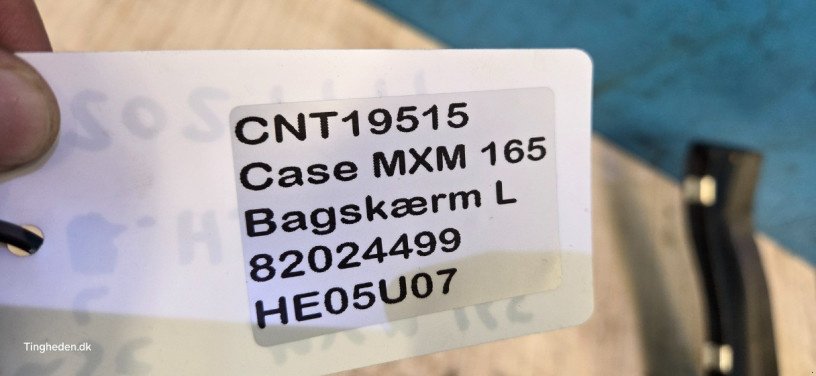 CNT19515
Case MXM 165
Bagskærm L
82024499
HE05U07
Tingheden.dk